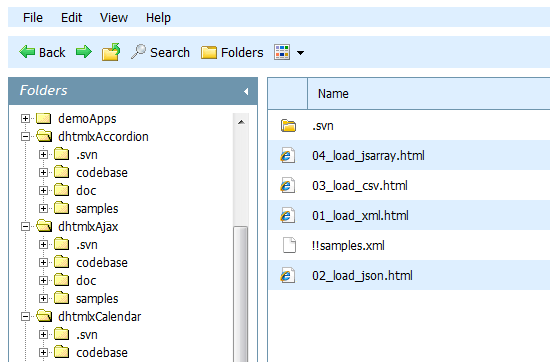 File Edit View Help
Back Search Folders
Folders
demoApps
dhtmlxAccordion
.svn
codebase
doc
samples
dhtmlxAjax
.svn
codebase
doc
samples
dhtmlxCalendar
.svn
codebase
Name
.svn
04_load_jsarray.html
03_load_csv.html
01_load_xml.html
!!samples.xml
02_load_json.html